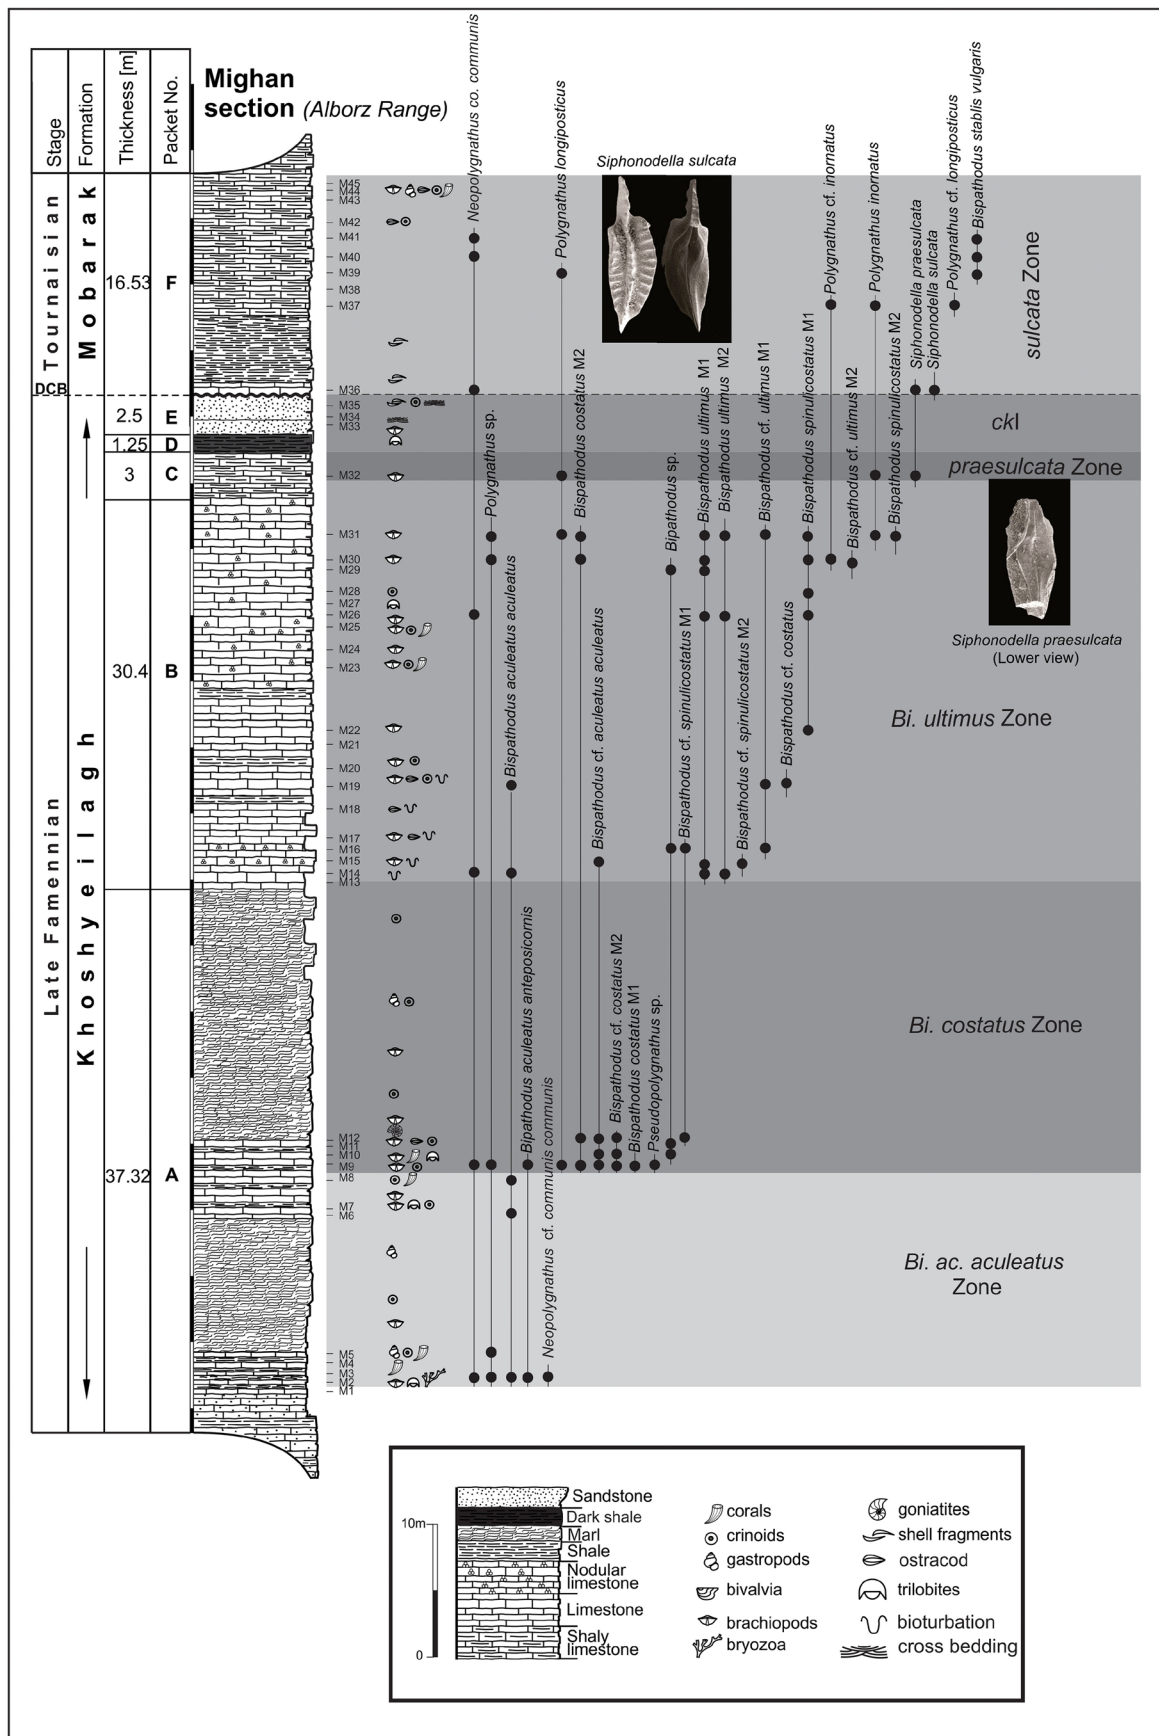 Mighan
section (Alborz Range)
Stage
Formation
Thickness [m]
Packet No.
Tournaisian
DCB
Late Famennian
Mobarak
Khoshyeilagh
16.53
F
2.5
E
1.25
D
3
C
30.4
B
37.32
A
M45
M44
M43
M42
M41
M40
M39
M38
M37
M36
M35
M34
M33
M32
M31
M30
M29
M28
M27
M26
M25
M24
M23
M22
M21
M20
M19
M18
M17
M16
M15
M14
M13
M12
M11
M10
M9
M8
M7
M6
M5
M4
M3
M2
M1
Neopolygnathus co. communis
Polygnathus sp.
Bispathodus aculeatus aculeatus
Bipathodus aculeatus anteposicornis
Neopolygnathus cf. communis communis
Polygnathus longiposticus
Bispathodus costatus M2
Bispathodus cf. aculeatus aculeatus
Bispathodus cf. costatus M2
Bispathodus costatus M1
Pseudopolygnathus sp.
Bipathodus sp.
Bispathodus cf. spinulicostatus M1
Bispathodus ultimus M1
Bispathodus ultimus M2
Bispathodus cf. spinulicostatus M2
Bispathodus cf. ultimus M1
Bispathodus cf. costatus
Bispathodus spinulicostatus M1
Polygnathus cf. inornatus
Bispathodus cf. ultimus M2
Polygnathus inornatus
Bispathodus spinulicostatus M2
Siphonodella praesulcata
Siphonodella sulcata
Polygnathus cf. longiposticus
Bispathodus stablis vulgaris
Siphonodella sulcata
sulcata Zone
ckI
praesulcata Zone
Siphonodella praesulcata
(Lower view)
Bi. ultimus Zone
Bi. costatus Zone
Bi. ac. aculeatus
Zone
10m
0
Sandstone
Dark shale
Marl
Shale
Nodular
limestone
Limestone
Shaly
limestone
corals
crinoids
gastropods
bivalvia
brachiopods
bryozoa
goniatites
shell fragments
ostracod
trilobites
bioturbation
cross bedding